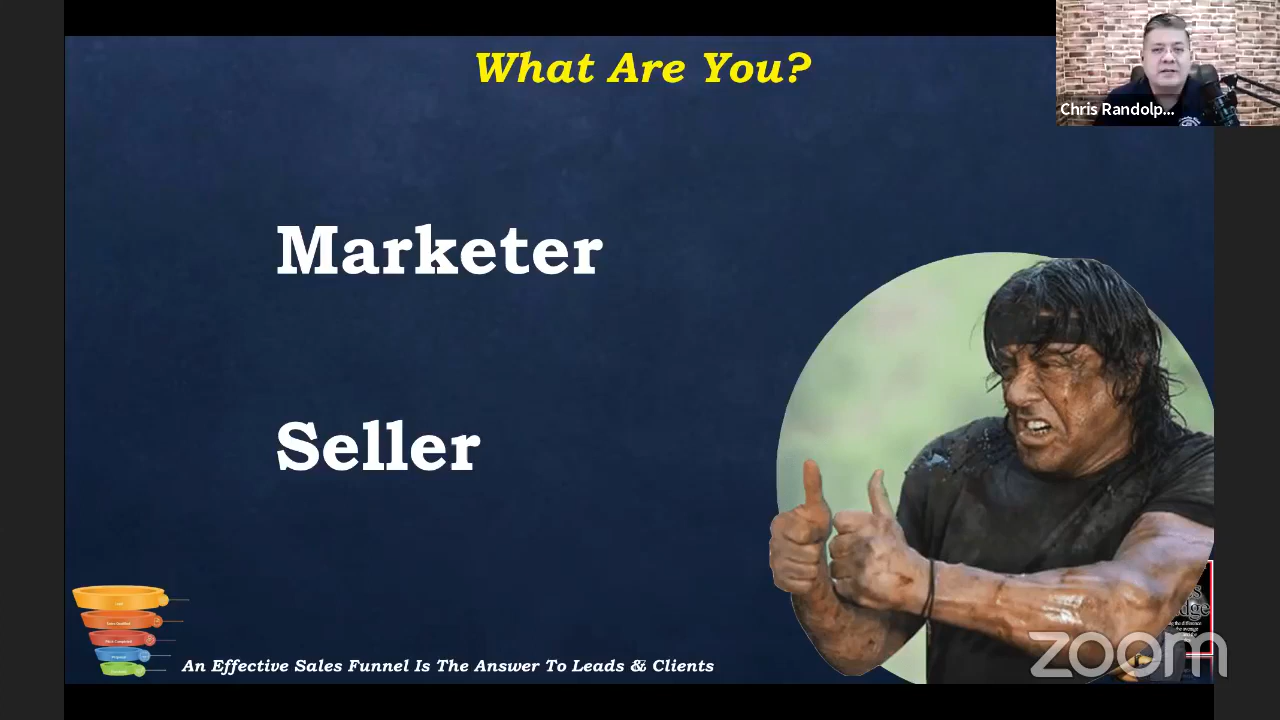 What Are You?
Chris Randolp...
Marketer
Seller
An Effective Sales Funnel Is The Answer To Leads & Clients
zoom